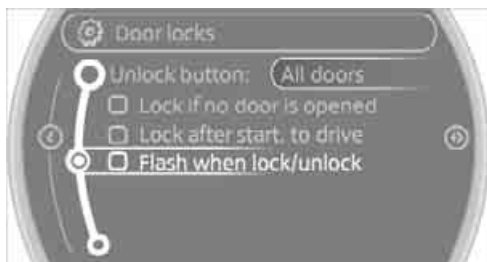 Door locks
Unlock button: All doors
Lock if no door is opened
Lock after start. to drive
Flash when lock/unlock